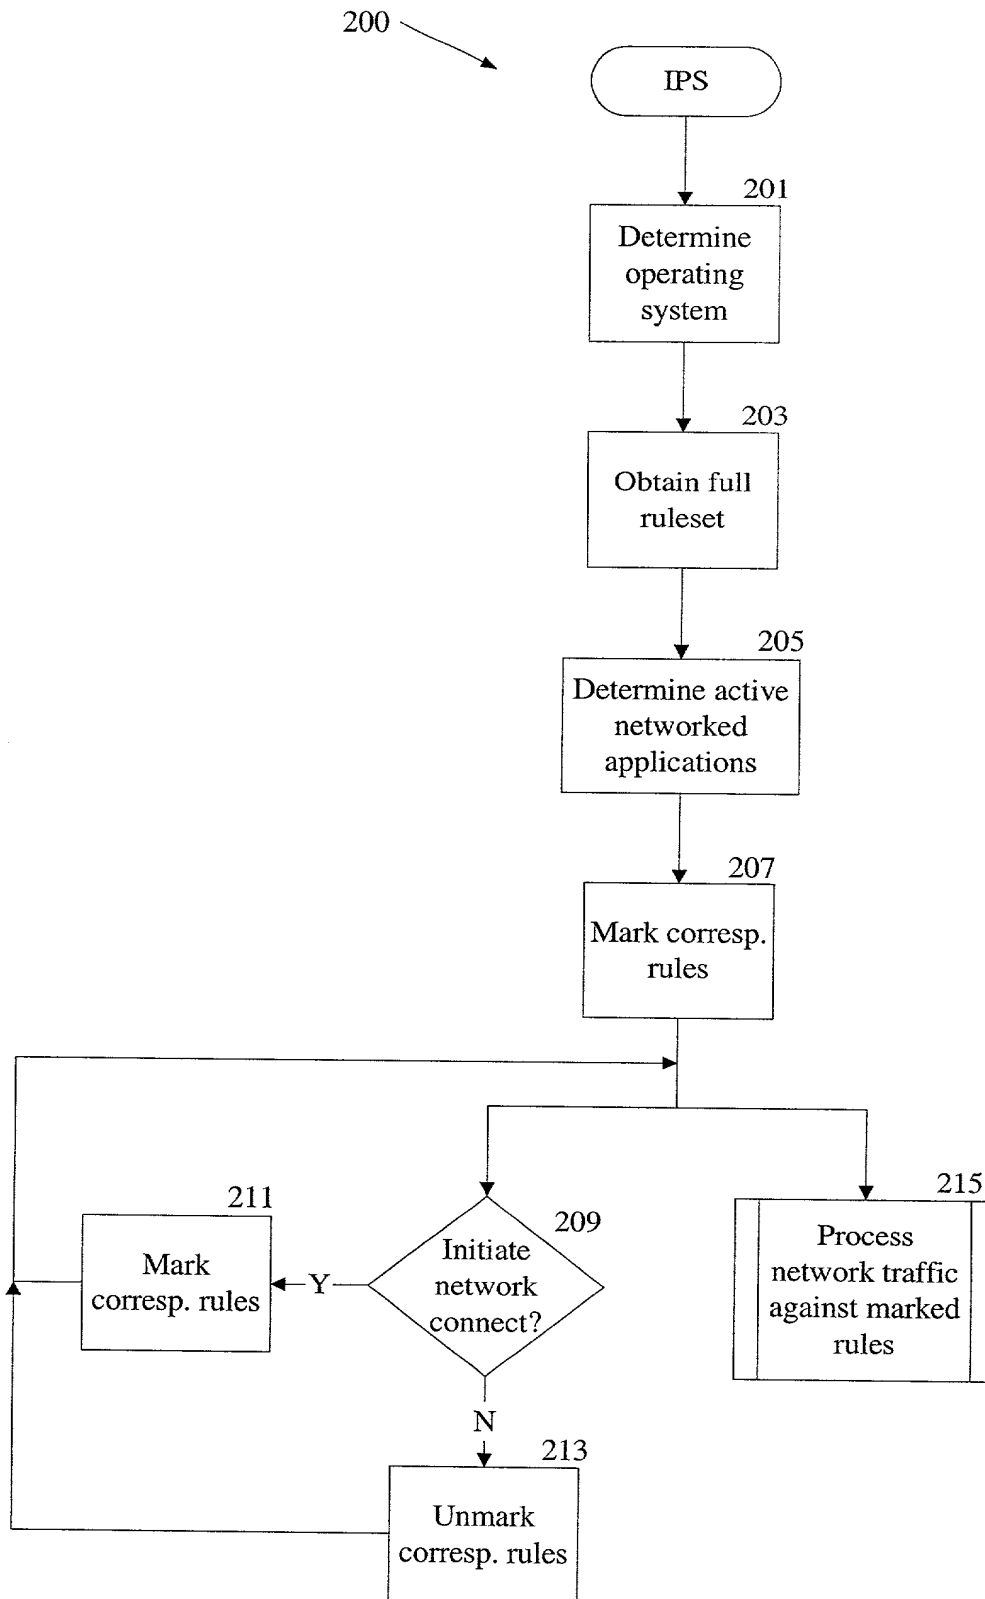 200
IPS
201
Determine
operating
system
203
Obtain full
ruleset
205
Determine active
networked
applications
207
Mark corresp.
rules
211
Mark
corresp. rules
Y
209
Initiate
network
connect?
215
Process
network traffic
against marked
rules
N
213
Unmark
corresp. rules